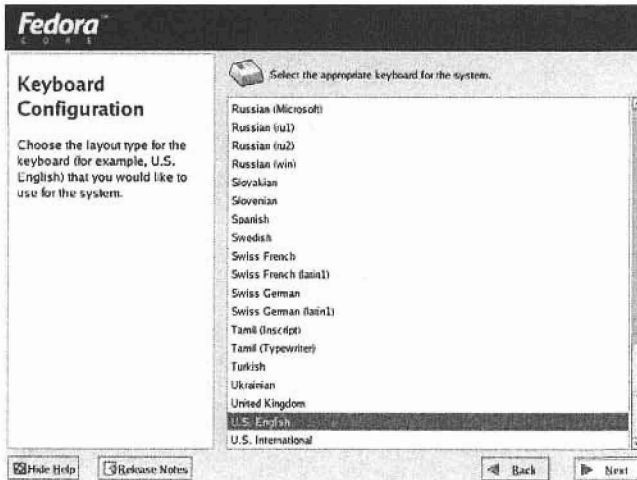 Fedora™
C O R E
Keyboard
Configuration
Choose the layout type for the
keyboard (for example, U.S.
English) that you would like to
use for the system.
Select the appropriate keyboard for the system.
Russian (Microsoft)
Russian (ru1)
Russian (ru2)
Russian (win)
Slovakian
Slovenian
Spanish
Swedish
Swiss French
Swiss French (latin1)
Swiss German
Swiss German (latin1)
Tamil (Inscript)
Tamil (Typewriter)
Turkish
Ukrainian
United Kingdom
U.S. English
U.S. International
Hide Help
Release Notes
Back
Next